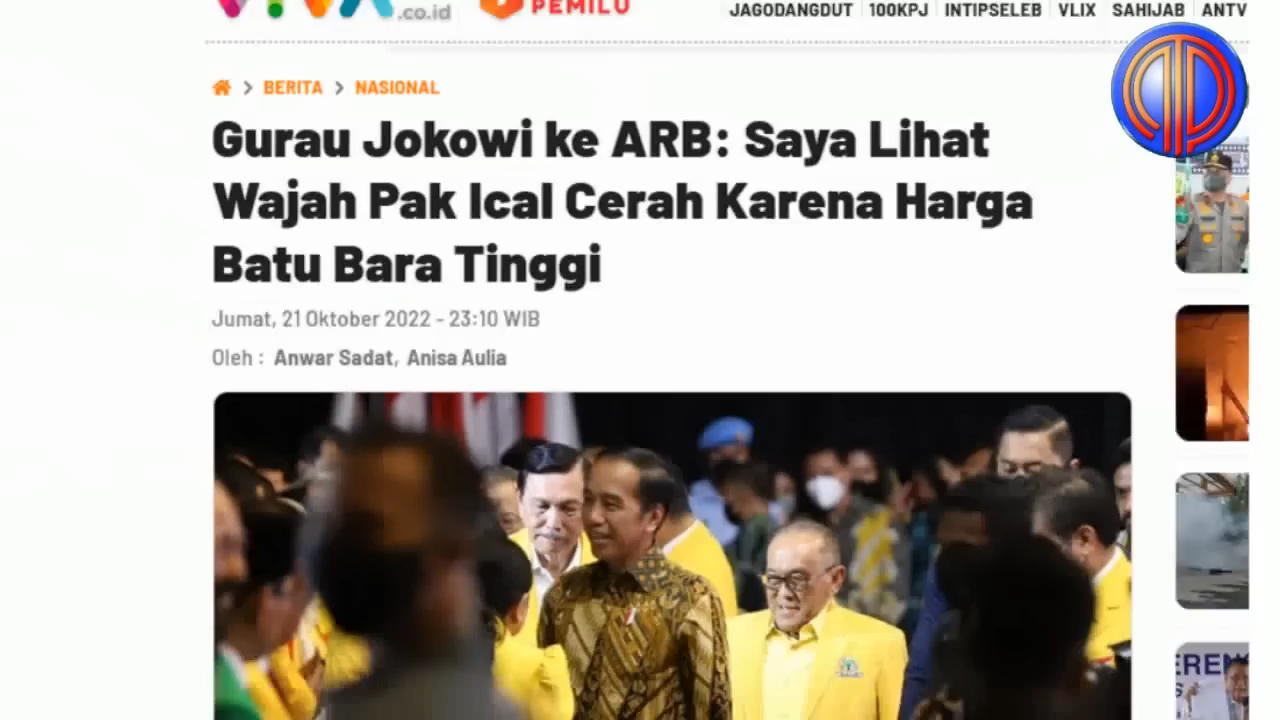 VIVA.co.id PEMILU
JAGODANGDUT 100KPJ INTIPSELEB VLIX SAHIJAB ANTV
BERITA NASIONAL
Gurau Jokowi ke ARB: Saya Lihat
Wajah Pak Ical Cerah Karena Harga
Batu Bara Tinggi
Jumat, 21 Oktober 2022 - 23:10 WIB
Oleh : Anwar Sadat, Anisa Aulia